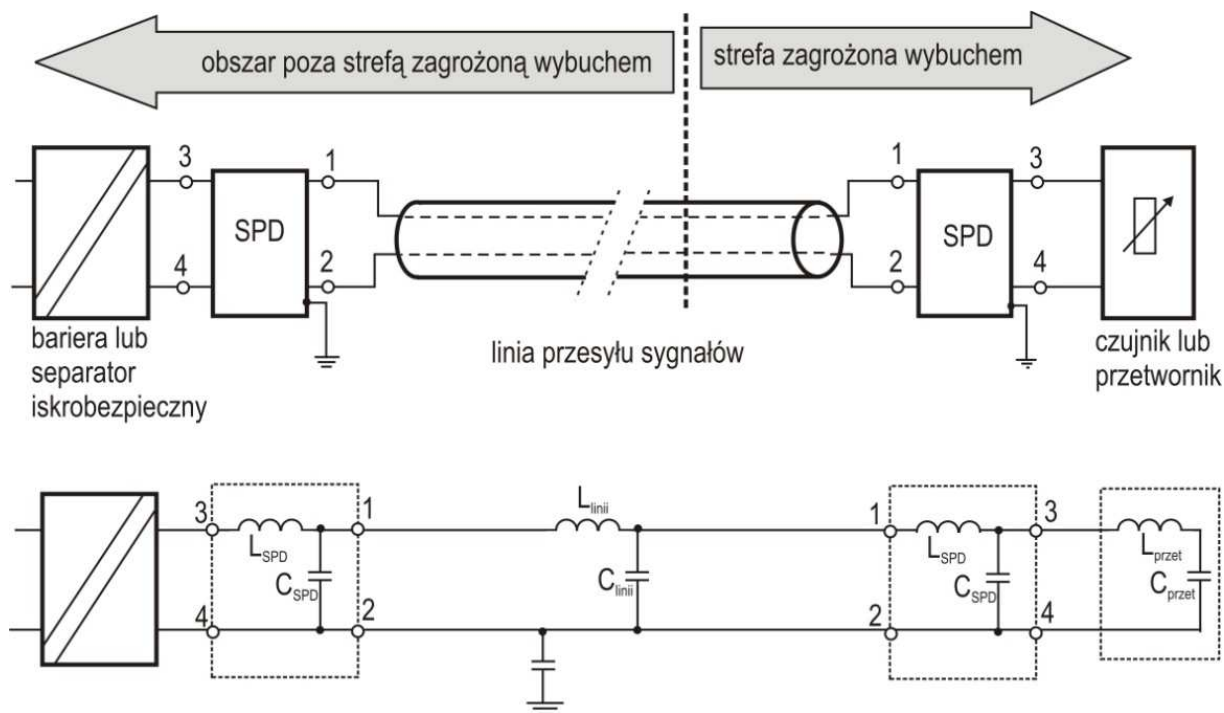 obszar poza strefą zagrożoną wybuchem
strefa zagrożona wybuchem
3
1
1
3
SPD
SPD
4
2
2
4
bariera lub
separator
iskrobezpieczny
linia przesyłu sygnałów
czujnik lub
przetwornik
3
1
L_linii
1
3
L_SPD
L_SPD
L_przet
C_SPD
C_linii
C_SPD
C_przet
4
2
2
4